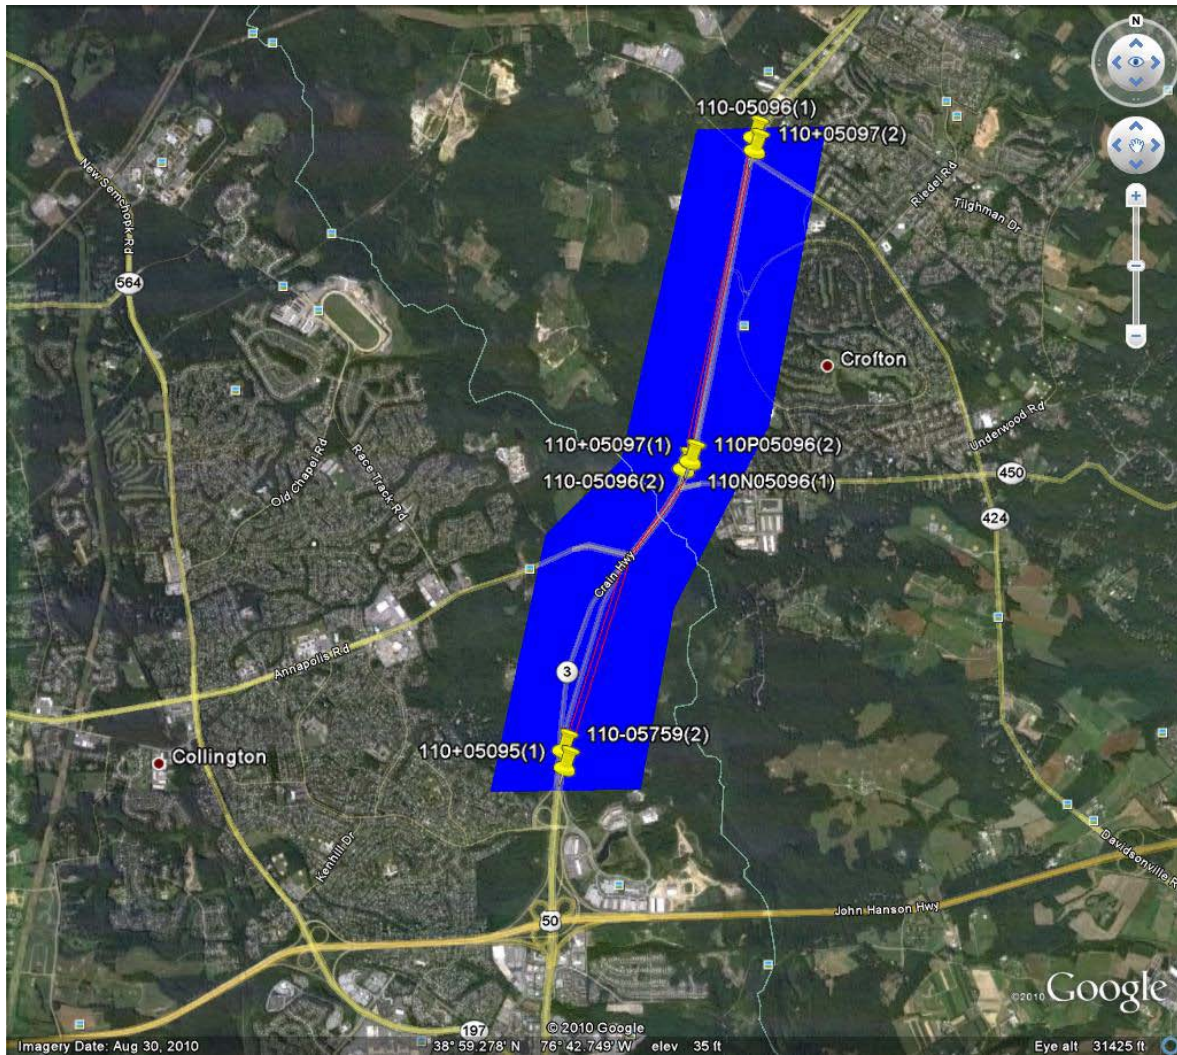 N
110-05096(1)
110+05097(2)
New Semchopk Rd
Riedel Rd
Tilghman Dr
564
Crofton
Underwood Rd
Old Chapel Rd
Race Track Rd
110+05097(1)
110P05096(2)
110-05096(2)
110N05096(1)
450
424
Crain Hwy
Annapolis Rd
3
110-05759(2)
110+05095(1)
Collington
Kenhill Dr
Davidsonville R
John Hanson Hwy
50
197
©2010 Google
© 2010 Google
Imagery Date: Aug 30, 2010
38° 59.278' N 76° 42.749' W elev 35 ft
Eye alt 31425 ft